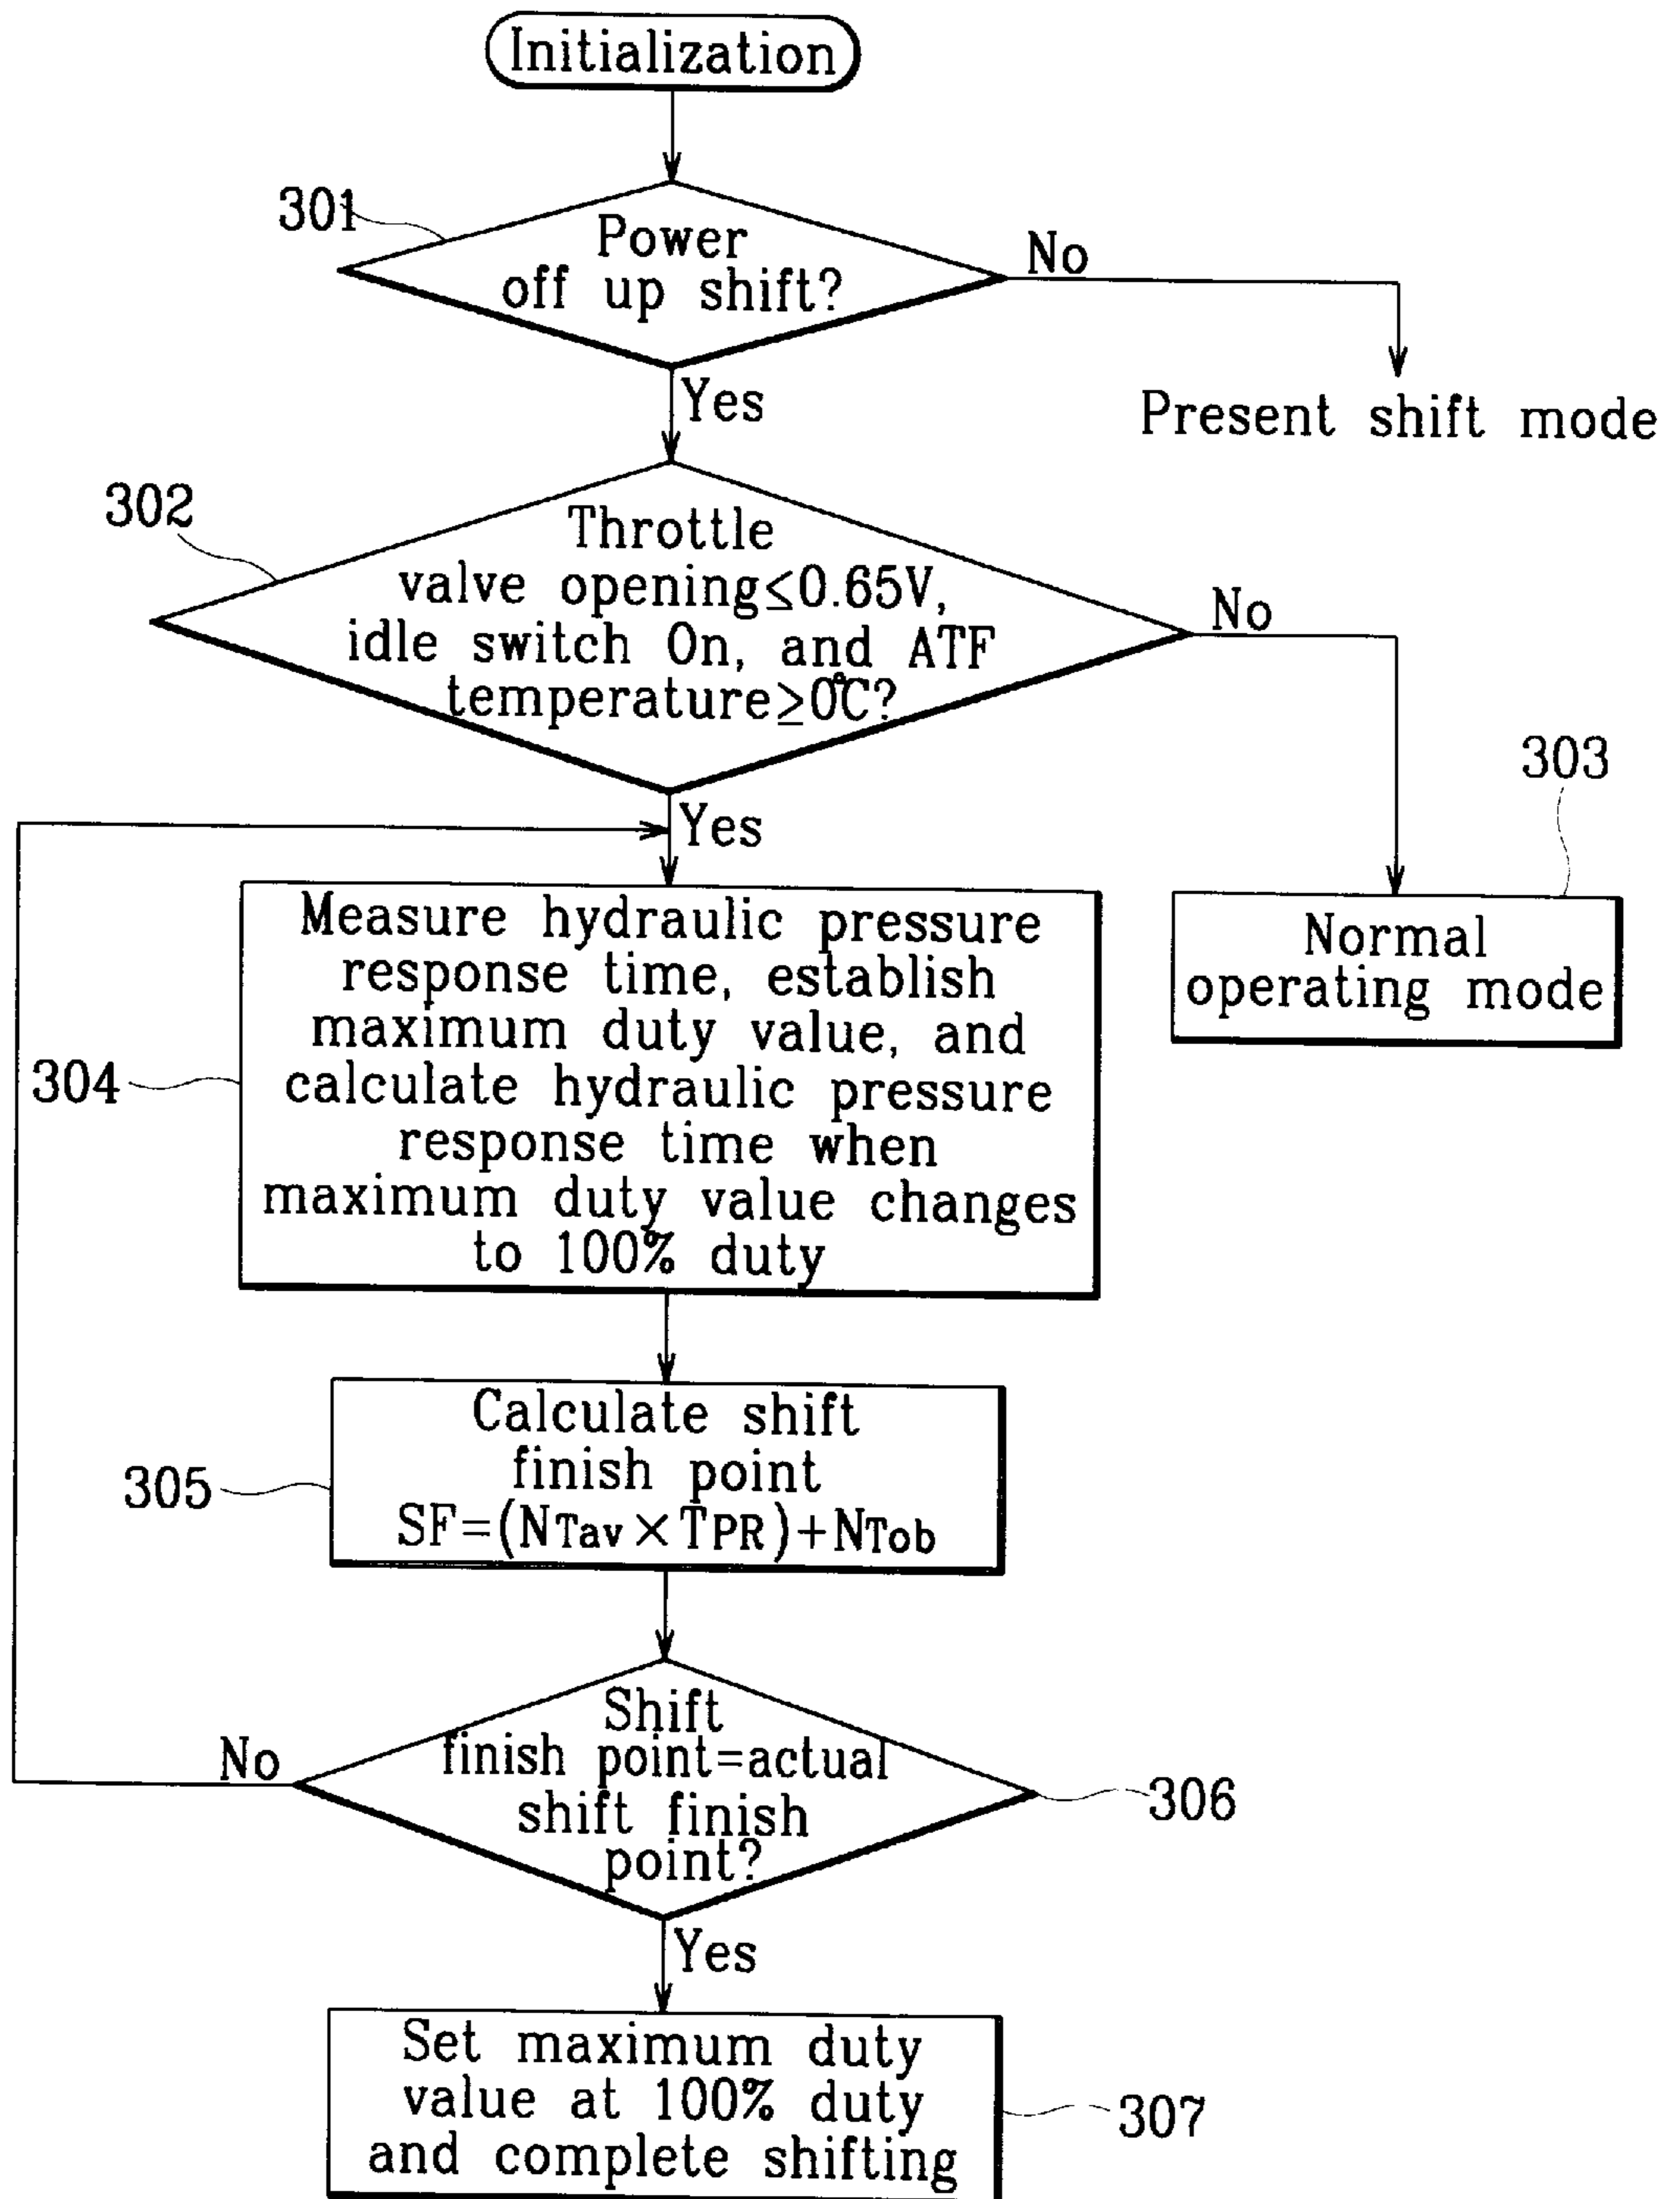 Initialization
301
Power
off up shift?
No
Yes
Present shift mode
302
Throttle
valve opening≤0.65V,
idle switch On, and ATF
temperature≥0℃?
No
Yes
303
Normal
operating mode
304
Measure hydraulic pressure
response time, establish
maximum duty value, and
calculate hydraulic pressure
response time when
maximum duty value changes
to 100% duty
305
Calculate shift
finish point
SF=(NTav×TPR)+NTob
No
Shift
finish point=actual
shift finish
point?
306
Yes
Set maximum duty
value at 100% duty
and complete shifting
307